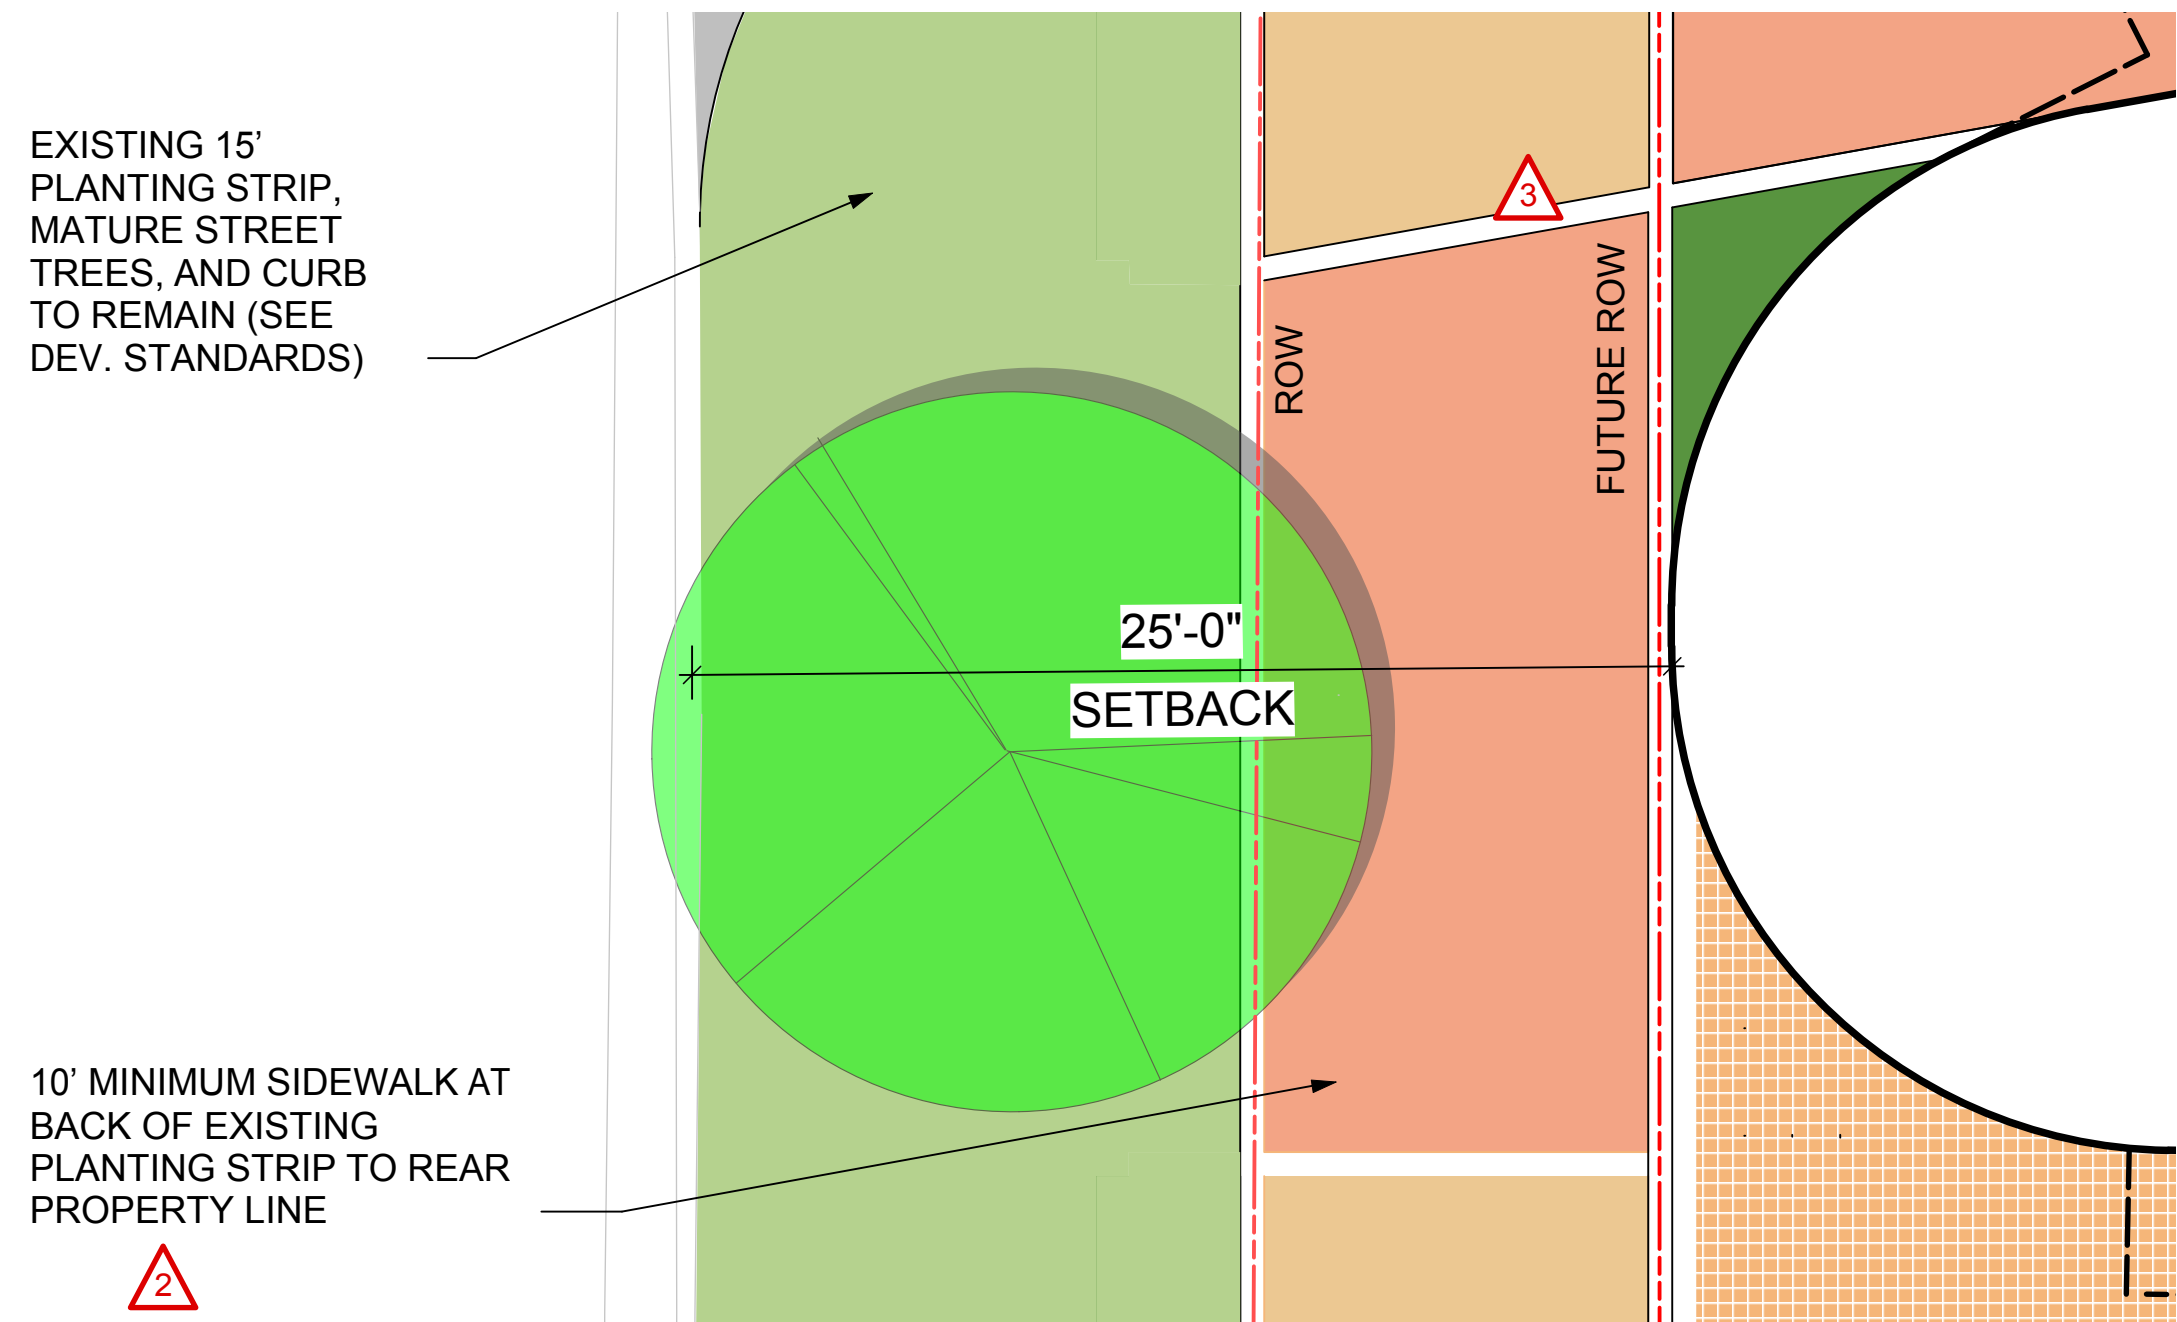 EXISTING 15’
PLANTING STRIP,
MATURE STREET
TREES, AND CURB
TO REMAIN (SEE
DEV. STANDARDS)
3
ROW
FUTURE ROW
25'-0"
SETBACK
10’ MINIMUM SIDEWALK AT
BACK OF EXISTING
PLANTING STRIP TO REAR
PROPERTY LINE
2